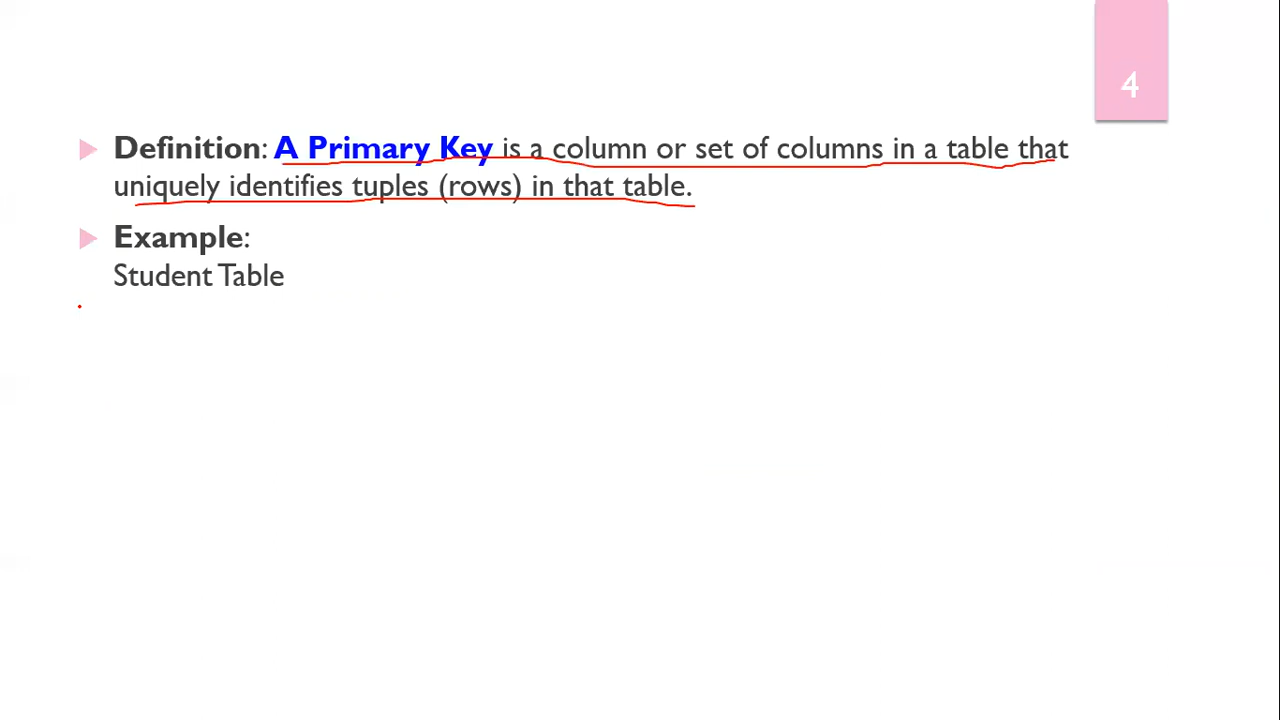 4
Definition: A Primary Key is a column or set of columns in a table that
uniquely identifies tuples (rows) in that table.
Example:
Student Table